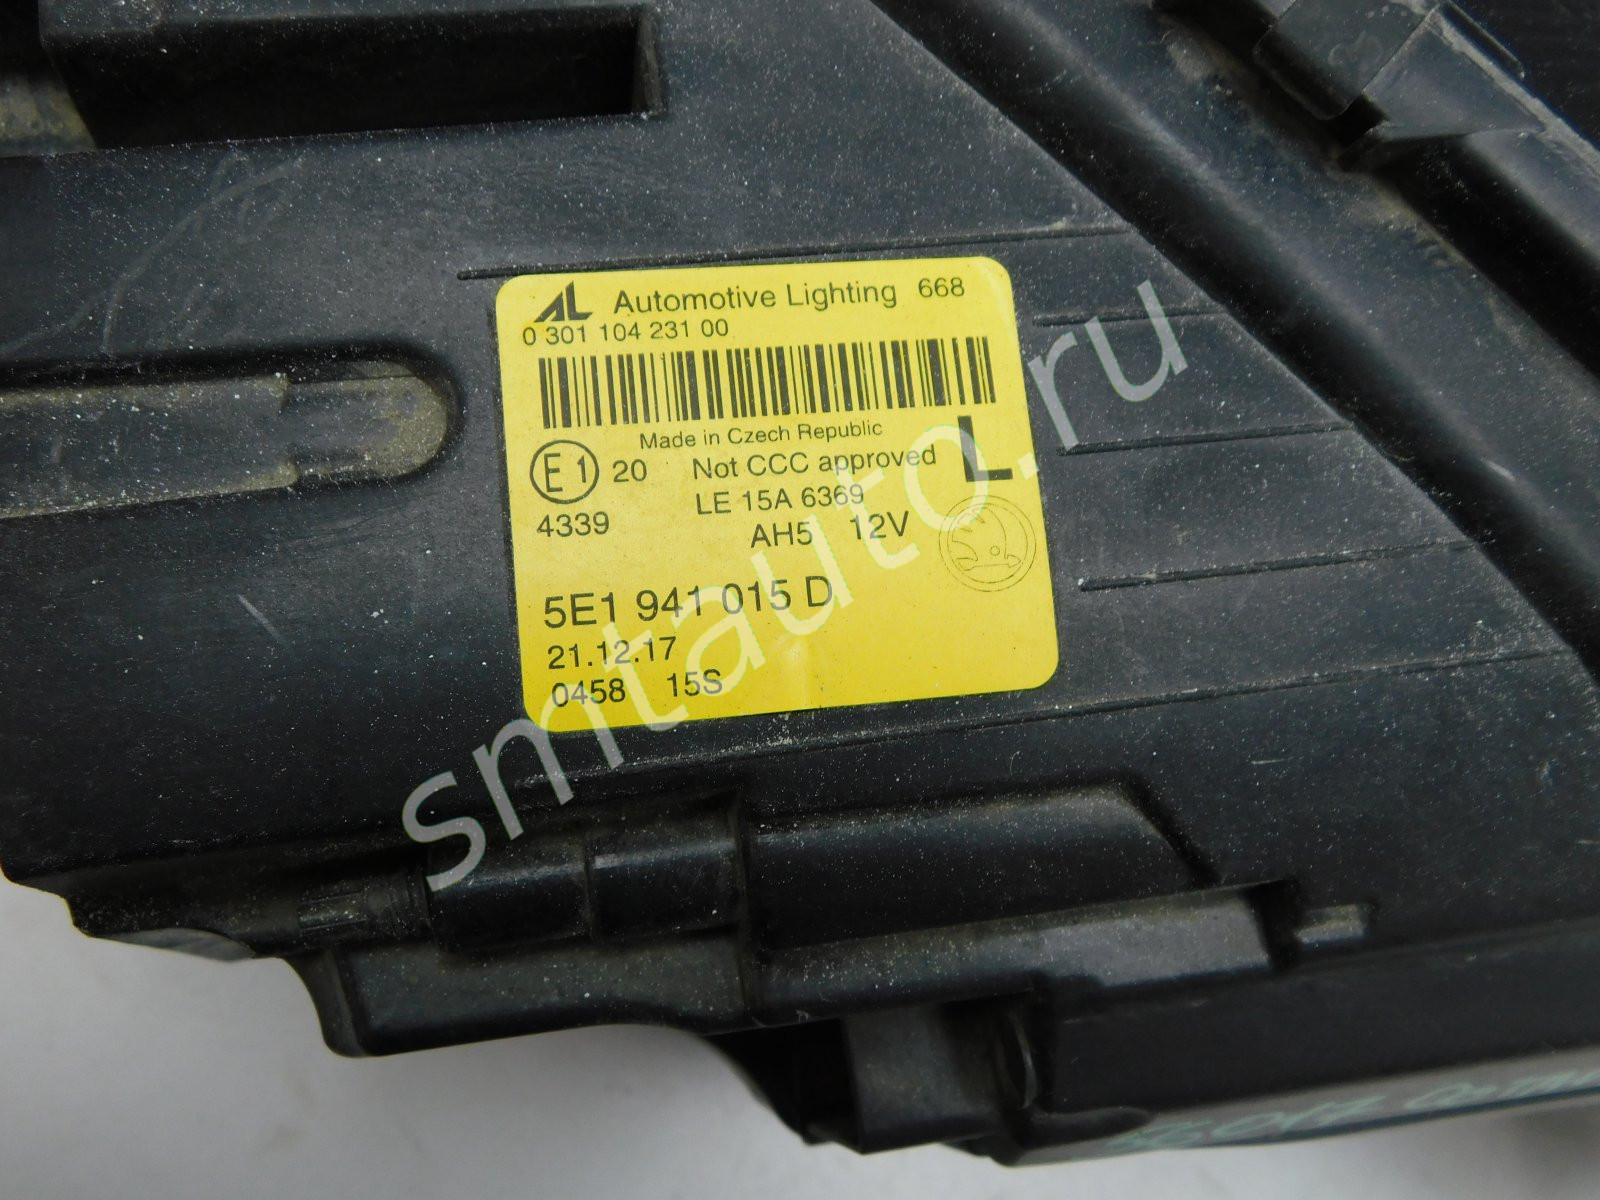 AL Automotive Lighting 668
0 301 104 231 00
Made in Czech Republic
E1 20 Not CCC approved L
LE 15A 6369
4339 AH5 12V
5E1 941 015 D
21.12.17
0458 15S
smtauto.ru